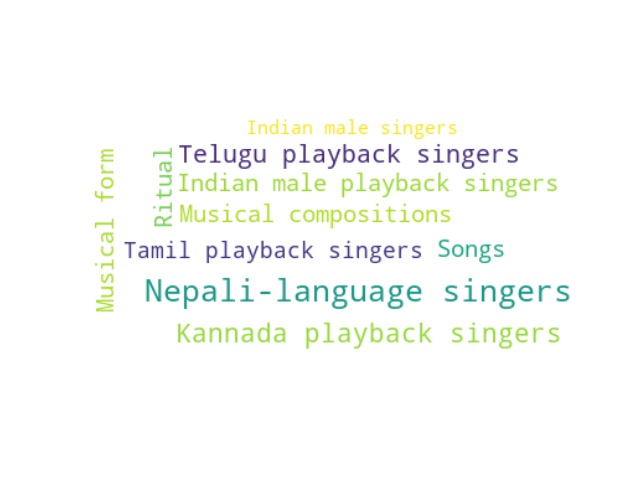 Indian male singers
Telugu playback singers
Indian male playback singers
Musical compositions
Tamil playback singers
Songs
Nepali-language singers
Kannada playback singers
Musical form
Ritual